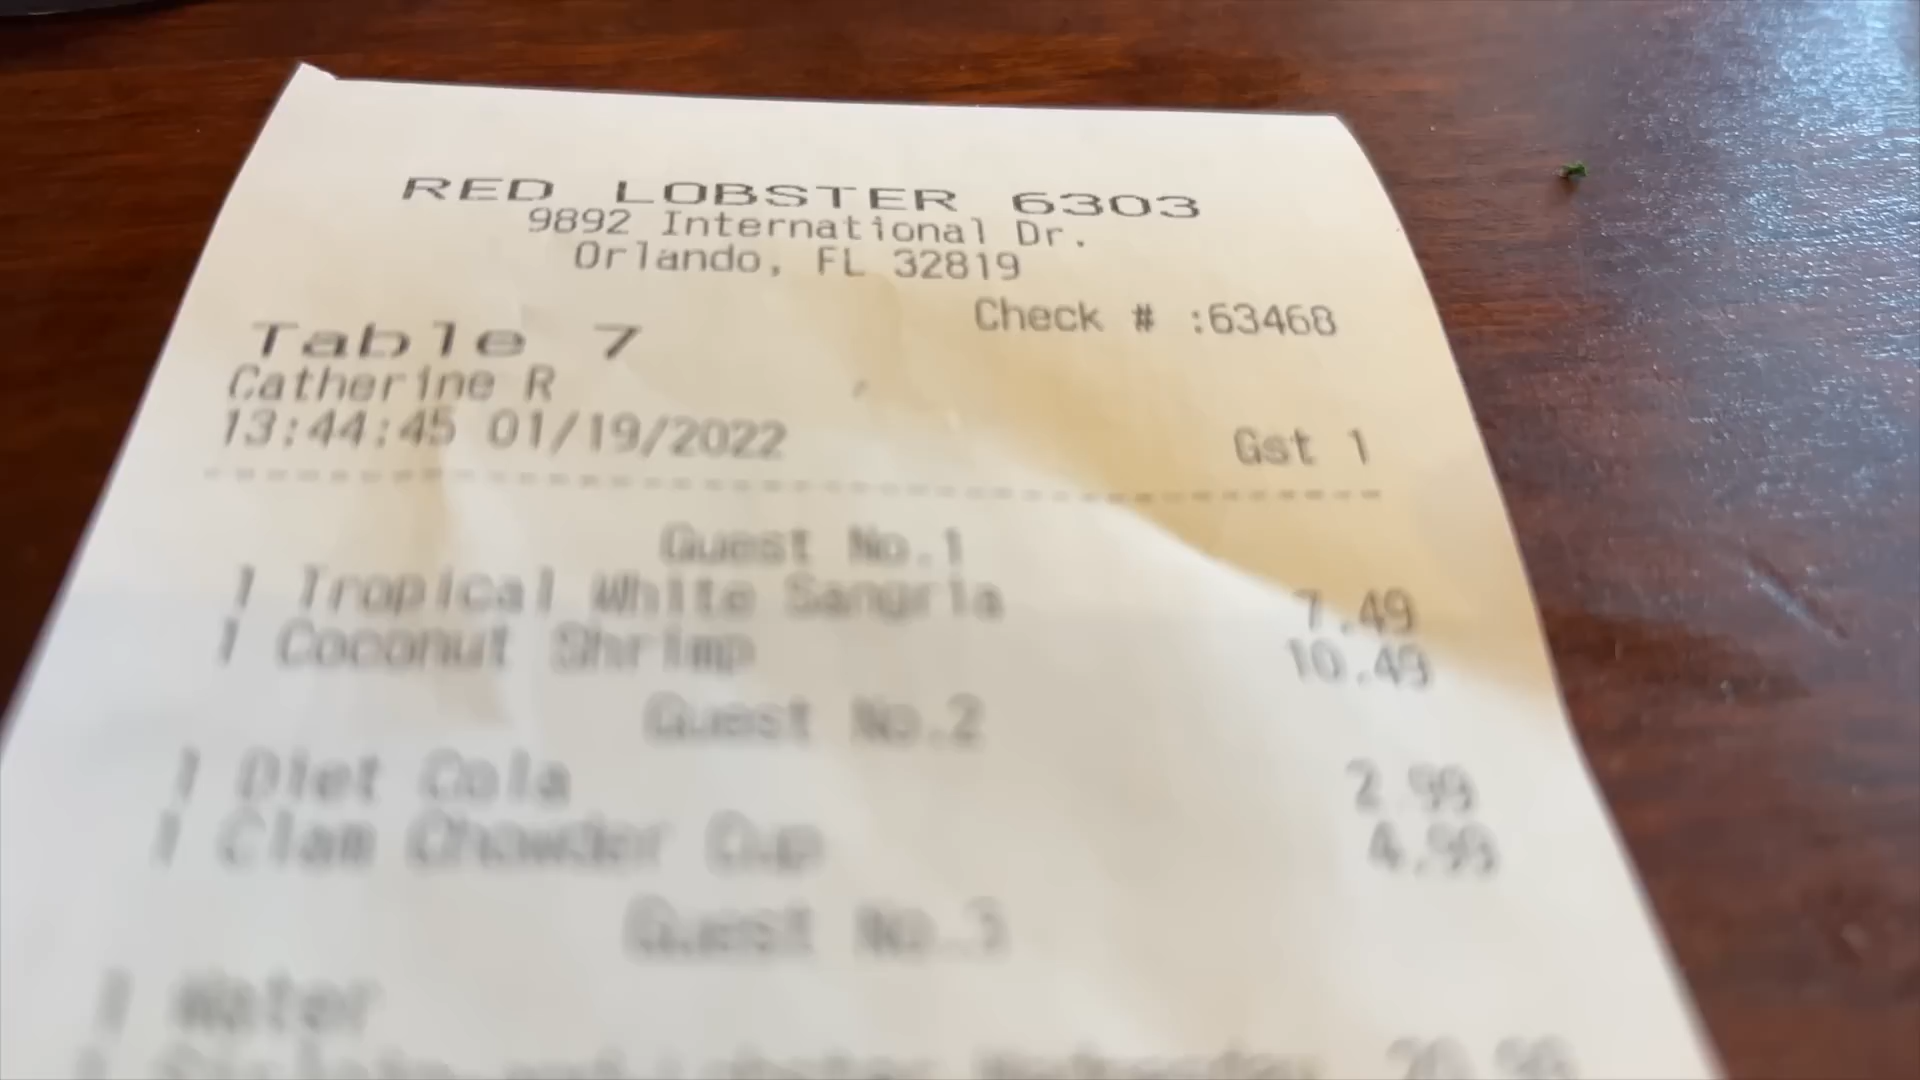 RED LOBSTER 6303
9892 International Dr.
Orlando, FL 32819
Check # :63468
Table 7
Catherine R
13:44:45 01/19/2022
Gst 1
Guest No.1
1 Tropical White Sangria 7.49
1 Coconut Shrimp 10.49
Guest No.2
1 Diet Cola 2.99
1 Clam Chowder Cup 4.99
Guest No.3
1 Water